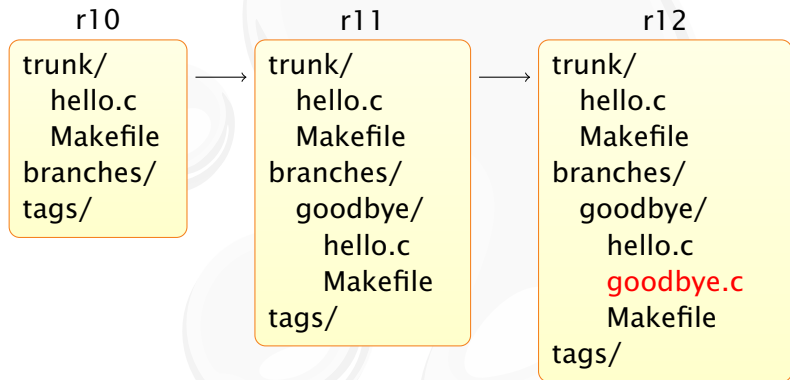 r10
trunk/
hello.c
Makefile
branches/
tags/
r11
trunk/
hello.c
Makefile
branches/
goodbye/
hello.c
Makefile
tags/
r12
trunk/
hello.c
Makefile
branches/
goodbye/
hello.c
goodbye.c
Makefile
tags/